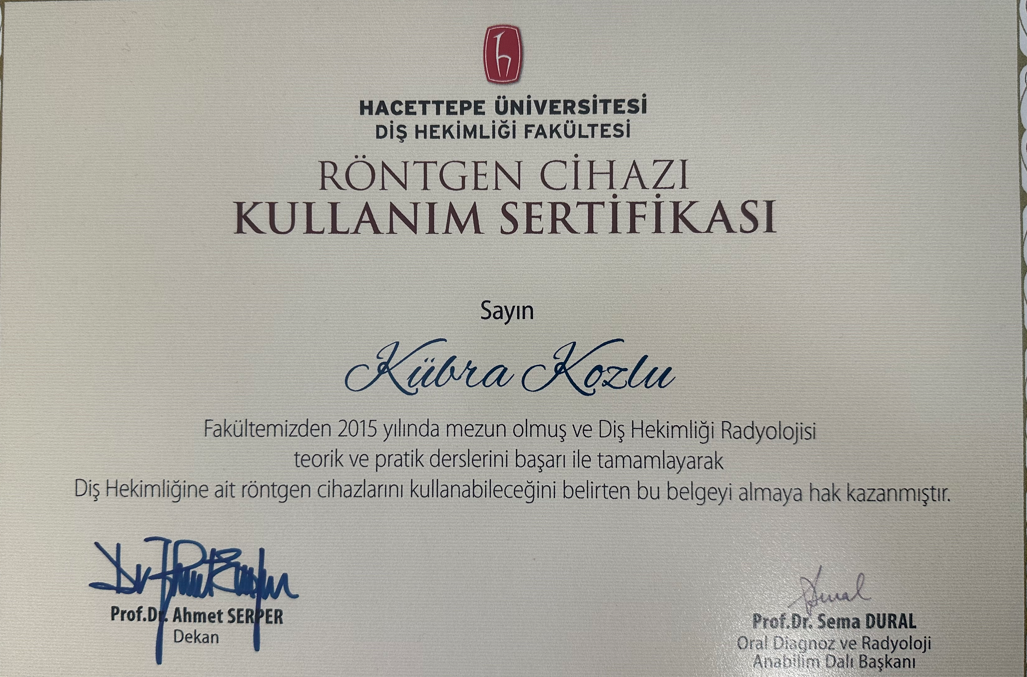 HACETTEPE ÜNİVERSİTESİ
DİŞ HEKİMLİĞİ FAKÜLTESİ
RÖNTGEN CİHAZI
KULLANIM SERTİFİKASI
Sayın
Kübra Kozlu
Fakültemizden 2015 yılında mezun olmuş ve Diş Hekimliği Radyolojisi
teorik ve pratik derslerini başarı ile tamamlayarak
Diş Hekimliğine ait röntgen cihazlarını kullanabileceğini belirten bu belgeyi almaya hak kazanmıştır.
Prof.Dr. Ahmet SERPER
Dekan
Prof.Dr. Sema DURAL
Oral Diagnoz ve Radyoloji
Anabilim Dalı Başkanı